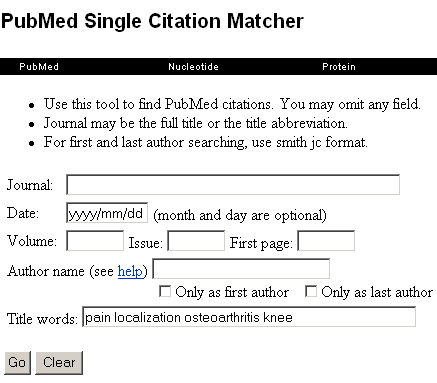 PubMed Single Citation Matcher
PubMed Nucleotide Protein
Use this tool to find PubMed citations. You may omit any field.
Journal may be the full title or the title abbreviation.
For first and last author searching, use smith jc format.
Journal:
Date: yyyy/mm/dd (month and day are optional)
Volume: Issue: First page:
Author name (see help)
Only as first author Only as last author
Title words: pain localization osteoarthritis knee
Go Clear